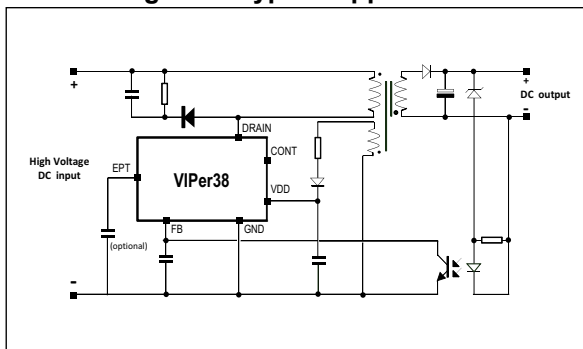 +
High Voltage
DC input
-
EPT
(optional)
DRAIN
CONT
VIPer38
VDD
FB
GND
+
DC output
-